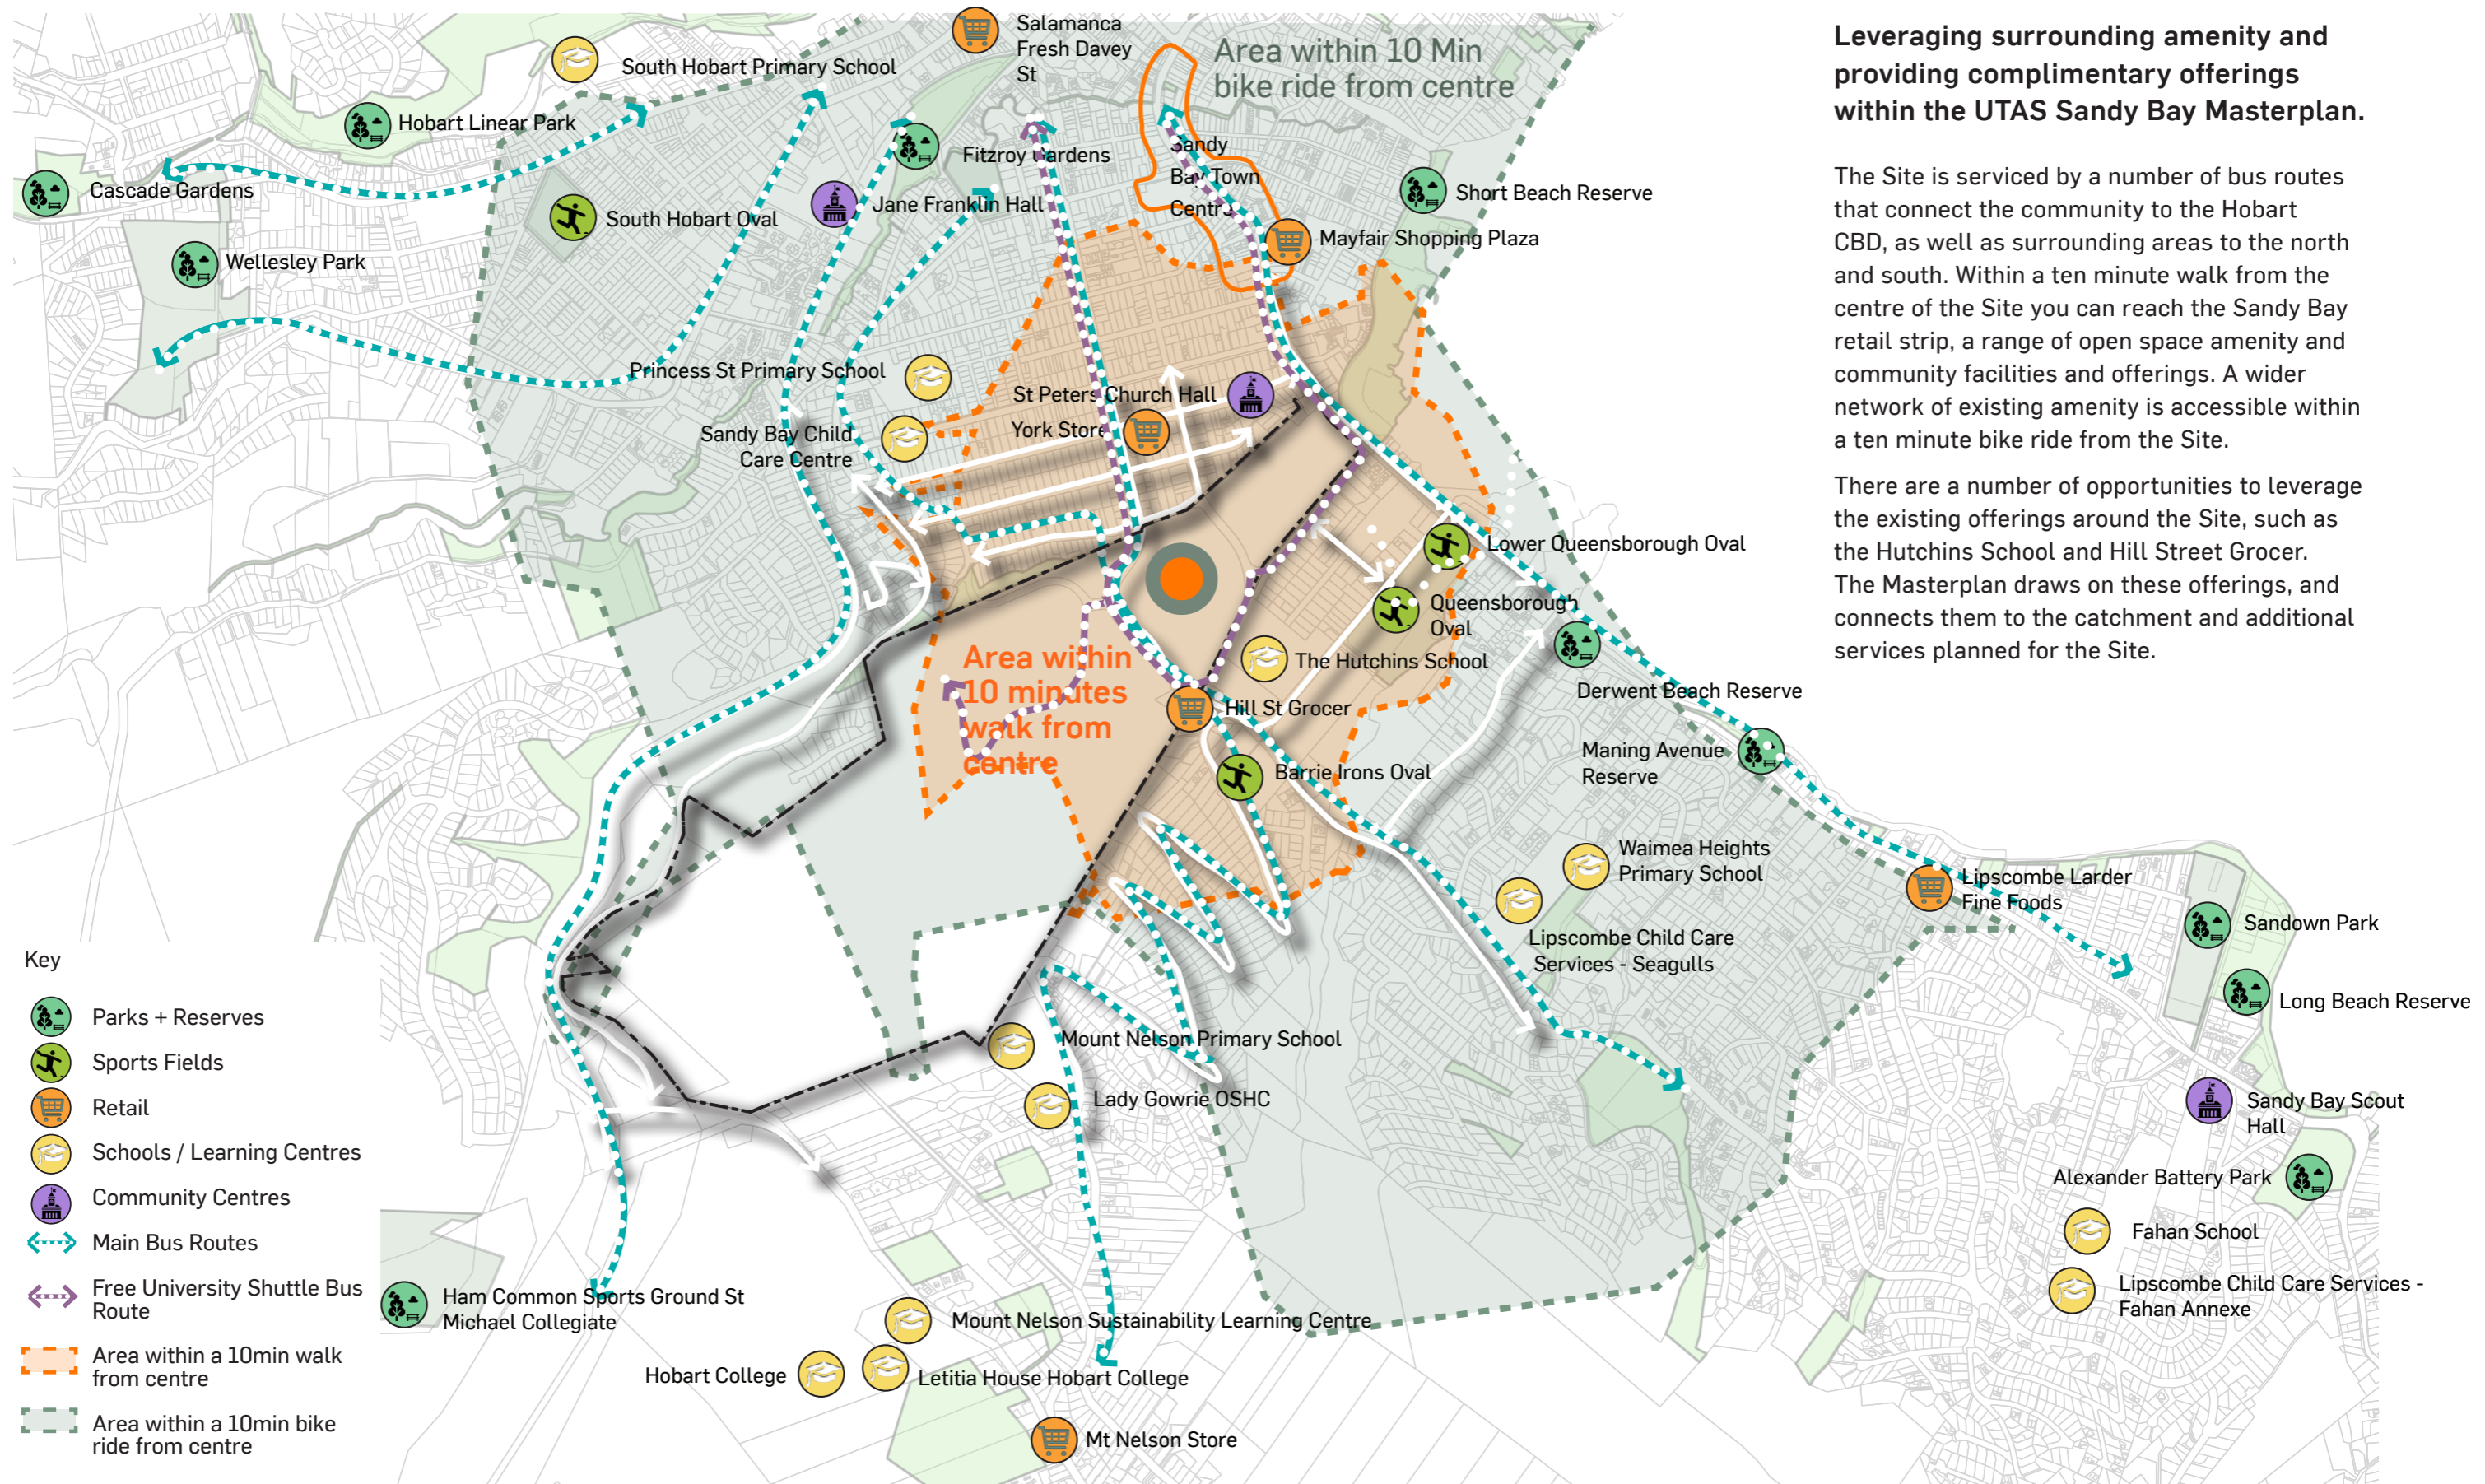 Leveraging surrounding amenity and
providing complimentary offerings
within the UTAS Sandy Bay Masterplan.
The Site is serviced by a number of bus routes
that connect the community to the Hobart
CBD, as well as surrounding areas to the north
and south. Within a ten minute walk from the
centre of the Site you can reach the Sandy Bay
retail strip, a range of open space amenity and
community facilities and offerings. A wider
network of existing amenity is accessible within
a ten minute bike ride from the Site.
There are a number of opportunities to leverage
the existing offerings around the Site, such as
the Hutchins School and Hill Street Grocer.
The Masterplan draws on these offerings, and
connects them to the catchment and additional
services planned for the Site.
Salamanca
Fresh Davey
St
South Hobart Primary School
Area within 10 Min
bike ride from centre
Hobart Linear Park
Fitzroy Gardens
Sandy
Bay Town
Centre
Cascade Gardens
Jane Franklin Hall
Short Beach Reserve
South Hobart Oval
Mayfair Shopping Plaza
Wellesley Park
Princess St Primary School
St Peters Church Hall
York Store
Sandy Bay Child
Care Centre
Lower Queensborough Oval
Queensborough
Oval
The Hutchins School
Area within
10 minutes
walk from
centre
Derwent Beach Reserve
Hill St Grocer
Maning Avenue
Reserve
Barrie Irons Oval
Waimea Heights
Primary School
Lipscombe Larder
Fine Foods
Sandown Park
Lipscombe Child Care
Services - Seagulls
Long Beach Reserve
Mount Nelson Primary School
Lady Gowrie OSHC
Sandy Bay Scout
Hall
Alexander Battery Park
Fahan School
Lipscombe Child Care Services -
Fahan Annexe
Ham Common Sports Ground St
Michael Collegiate
Mount Nelson Sustainability Learning Centre
Hobart College
Letitia House Hobart College
Mt Nelson Store
Key
Parks + Reserves
Sports Fields
Retail
Schools / Learning Centres
Community Centres
Main Bus Routes
Free University Shuttle Bus
Route
Area within a 10min walk
from centre
Area within a 10min bike
ride from centre